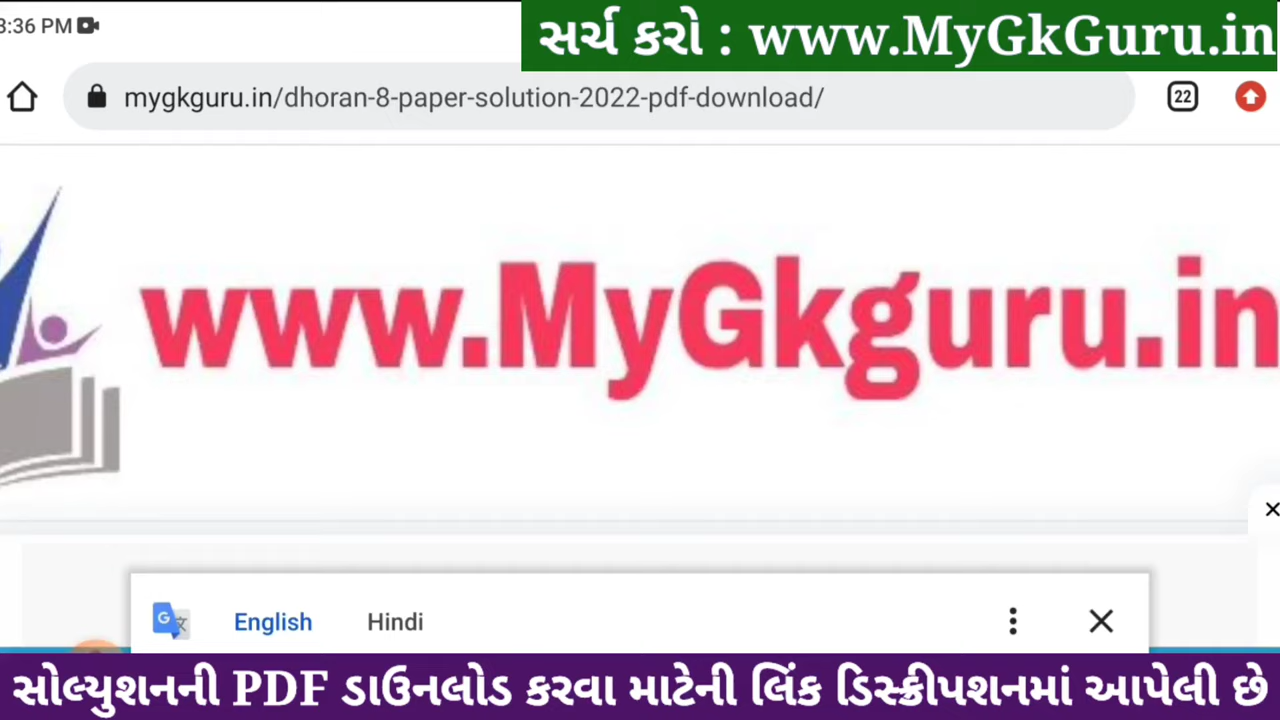 3:36 PM
સર્ચ કરો : www.MyGkGuru.in
mygkguru.in/dhoran-8-paper-solution-2022-pdf-download/
22
www.MyGkguru.in
English Hindi
સોલ્યુશનની PDF ડાઉનલોડ કરવા માટેની લિંક ડિસ્ક્રીપશનમાં આપેલી છે